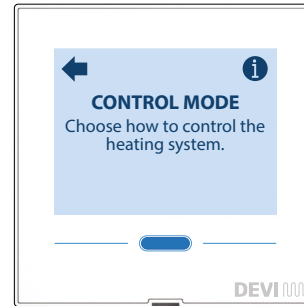 CONTROL MODE
Choose how to control the
heating system.
DEVI